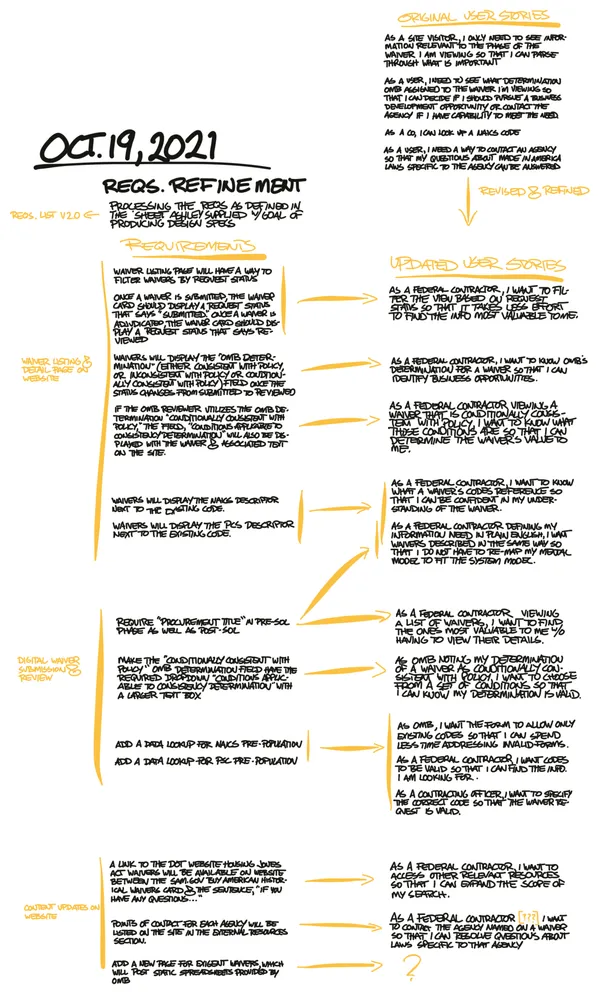 ORIGINAL USER STORIES
AS A SITE VISITOR, I ONLY NEED TO SEE INFOR-
MATION RELEVANT TO THE PHASE OF THE
WAIVER I AM VIEWING SO THAT I CAN PARSE
THROUGH WHAT IS IMPORTANT
AS A USER, I NEED TO SEE WHAT DETERMINATION
OMB ASSIGNED TO THE WAIVER I'M VIEWING SO
THAT I CAN DECIDE IF I SHOULD PURSUE A BUSINESS
DEVELOPMENT OPPORTUNITY OR CONTACT THE
AGENCY IF I HAVE CAPABILITY TO MEET THE NEED
AS A CO, I CAN LOOK UP A NAICS CODE
AS A USER, I NEED A WAY TO CONTACT AN AGENCY
SO THAT MY QUESTIONS ABOUT MADE IN AMERICA
LAWS SPECIFIC TO THE AGENCY CAN BE ANSWERED
REVISED & REFINED
OCT. 19, 2021
REQS. REFINEMENT
REQS. LIST V2.0
PROCESSING THE REQS AS DEFINED IN
THE SHEET ASHLEY SUPPLIED W/GOAL OF
PRODUCING DESIGN SPECS
REQUIREMENTS
UPDATED USER STORIES
WAIVER LISTING PAGE WILL HAVE A WAY TO
FILTER WAIVERS BY REQUEST STATUS
ONCE A WAIVER IS SUBMITTED, THE WAIVER
CARD SHOULD DISPLAY A REQUEST STATUS
THAT SAYS "SUBMITTED." ONCE A WAIVER IS
ADJUDICATED, THE WAIVER CARD SHOULD DIS-
PLAY A REQUEST STATUS THAT SAYS RE-
VIEWED
AS A FEDERAL CONTRACTOR, I WANT TO FIL-
TER THE VIEW BASED ON REQUEST
STATUS SO THAT IT TAKES LESS EFFORT
TO FIND THE INFO MOST VALUABLE TO ME.
WAIVER LISTING &
DETAIL PAGE ON
WEBSITE
WAIVERS WILL DISPLAY THE "OMB DETER-
MINATION" (EITHER CONSISTENT WITH POLICY,
OR INCONSISTENT WITH POLICY OR CONDITION-
ALLY CONSISTENT WITH POLICY) FIELD ONCE THE
STATUS CHANGES FROM SUBMITTED TO REVIEWED
AS A FEDERAL CONTRACTOR, I WANT TO KNOW OMB'S
DETERMINATION FOR A WAIVER SO THAT I CAN
IDENTIFY BUSINESS OPPORTUNITIES.
IF THE OMB REVIEWER UTILIZES THE OMB DE-
TERMINATION "CONDITIONALLY CONSISTENT WITH
POLICY," THE FIELD, "CONDITIONS APPLICABLE TO
CONSISTENCY DETERMINATION" WILL ALSO BE DIS-
PLAYED WITH THE WAIVER & ASSOCIATED TEXT
ON THE SITE.
AS A FEDERAL CONTRACTOR VIEWING A
WAIVER THAT IS CONDITIONALLY CONSIS-
TEM WITH POLICY, I WANT TO KNOW WHAT
THOSE CONDITIONS ARE SO THAT I CAN
DETERMINE THE WAIVER'S VALUE TO
ME.
WAIVERS WILL DISPLAY THE NAICS DESCRIPTOR
NEXT TO THE EXISTING CODE.
WAIVERS WILL DISPLAY THE PCS DESCRIPTOR
NEXT TO THE EXISTING CODE.
AS A FEDERAL CONTRACTOR, I WANT TO KNOW
WHAT A WAIVER'S CODES REFERENCE SO
THAT I CAN BE CONFIDENT IN MY UNDER-
STANDING OF THE WAIVER.
AS A FEDERAL CONTRACTOR DEFINING MY
INFORMATION NEED IN PLAIN ENGLISH, I WANT
WAIVERS DESCRIBED IN THE SAME WAY SO
THAT I DO NOT HAVE TO RE-MAP MY MENTAL
MODEL TO FIT THE SYSTEM MODEL.
REQUIRE "PROCUREMENT TITLE" IN PRE-SOL
PHASE AS WELL AS POST-SOL
AS A FEDERAL CONTRACTOR VIEWING
A LIST OF WAIVERS, I WANT TO FIND
THE ONES MOST VALUABLE TO ME W/O
HAVING TO VIEW THEIR DETAILS.
DIGITAL WAIVER
SUBMISSION &
REVIEW
MAKE THE "CONDITIONALLY CONSISTENT WITH
POLICY" OMB DETERMINATION FIELD HAVE THE
REQUIRED DROPDOWN "CONDITIONS APPLIC-
ABLE TO CONSISTENCY DETERMINATION" WITH
A LARGER TEXT BOX
AS OMB NOTING MY DETERMINATION
OF A WAIVER AS CONDITIONALLY CON-
SISTEM WITH POLICY, I WANT TO CHOOSE
FROM A SET OF CONDITIONS SO THAT
I CAN KNOW MY DETERMINATION IS VALID.
ADD A DATA LOOKUP FOR NAICS PRE-POPULATION
ADD A DATA LOOKUP FOR PSC PRE-POPULATION
AS OMB, I WANT THE FORM TO ALLOW ONLY
EXISTING CODES SO THAT I CAN SPEND
LESS TIME ADDRESSING INVALID FORMS.
AS A FEDERAL CONTRACTOR, I WANT CODES
TO BE VALID SO THAT I CAN FIND THE INFO.
I AM LOOKING FOR.
AS A CONTRACTING OFFICER, I WANT TO SPECIFY
THE CORRECT CODE SO THAT THE WAIVER RE-
QUEST IS VALID.
A LINK TO THE DOT WEBSITE HOUSING JONES
ACT WAIVERS WILL BE AVAILABLE ON WEBSITE
BETWEEN THE SAM.GOV "BUY AMERICAN HISTOR-
ICAL WAIVERS CARD & THE SENTENCE, "IF YOU
HAVE ANY QUESTIONS..."
AS A FEDERAL CONTRACTOR, I WANT TO
ACCESS OTHER RELEVANT RESOURCES
SO THAT I CAN EXPAND THE SCOPE OF
MY SEARCH.
CONTENT UPDATES ON
WEBSITE
POINTS OF CONTACT FOR EACH AGENCY WILL BE
LISTED ON THE SITE IN THE EXTERNAL RESOURCES
SECTION.
AS A FEDERAL CONTRACTOR [???] I WANT
TO CONTACT THE AGENCY NAMED ON A WAIVER
SO THAT I CAN RESOLVE QUESTIONS ABOUT
LAWS SPECIFIC TO THAT AGENCY
ADD A NEW PAGE FOR EXIGENT WAIVERS, WHICH
WILL POST STATIC SPREADSHEETS PROVIDED BY
OMB
?